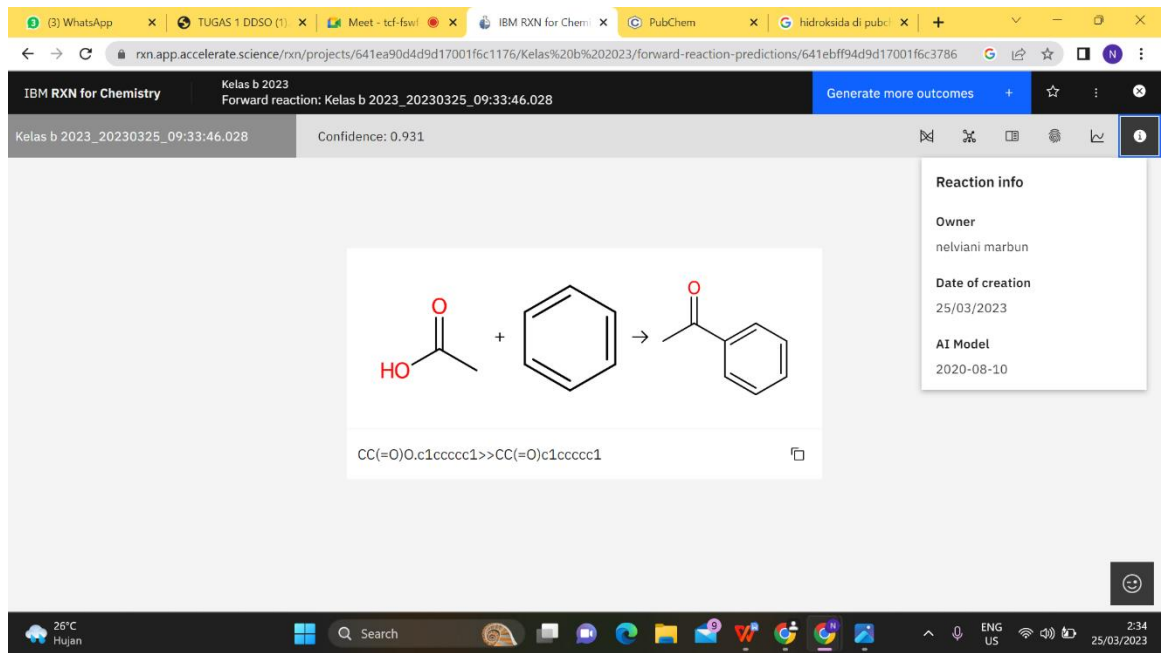 (3) WhatsApp
TUGAS 1 DDSO (1)
Meet - tcf-fswf
IBM RXN for Chemi
PubChem
hidroksida di pubc
rxn.app.accelerate.science/rxn/projects/641ea90d4d9d17001f6c1176/Kelas%20b%202023/forward-reaction-predictions/641ebff94d9d17001f6c3786
N
IBM RXN for Chemistry
Kelas b 2023
Forward reaction: Kelas b 2023_20230325_09:33:46.028
Generate more outcomes +
Kelas b 2023_20230325_09:33:46.028
Confidence: 0.931
Reaction info
Owner
nelviani marbun
Date of creation
25/03/2023
AI Model
2020-08-10
O
HO
+
→
O
CC(=O)O.c1ccccc1>>CC(=O)c1ccccc1
26°C
Hujan
Search
9
ENG
US
2:34
25/03/2023